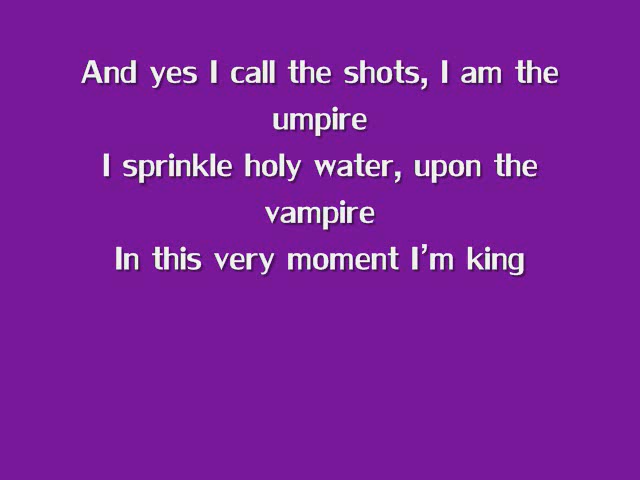 And yes I call the shots, I am the
umpire
I sprinkle holy water, upon the
vampire
In this very moment I'm king